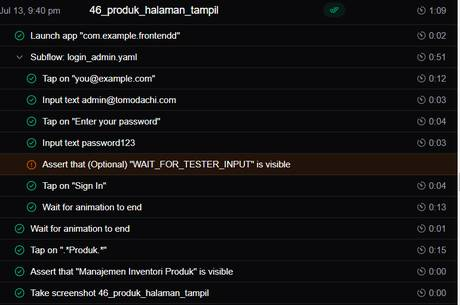 Jul 13, 9:40 pm 46_produk_halaman_tampil 1:09
Launch app "com.example.frontendd" 0:02
Subflow: login_admin.yaml 0:51
Tap on "you@example.com" 0:12
Input text admin@tomodachi.com 0:03
Tap on "Enter your password" 0:04
Input text password123 0:03
Assert that (Optional) "WAIT_FOR_TESTER_INPUT" is visible
Tap on "Sign In" 0:04
Wait for animation to end 0:13
Wait for animation to end 0:01
Tap on ".*Produk.*" 0:15
Assert that "Manajemen Inventori Produk" is visible 0:00
Take screenshot 46_produk_halaman_tampil 0:00